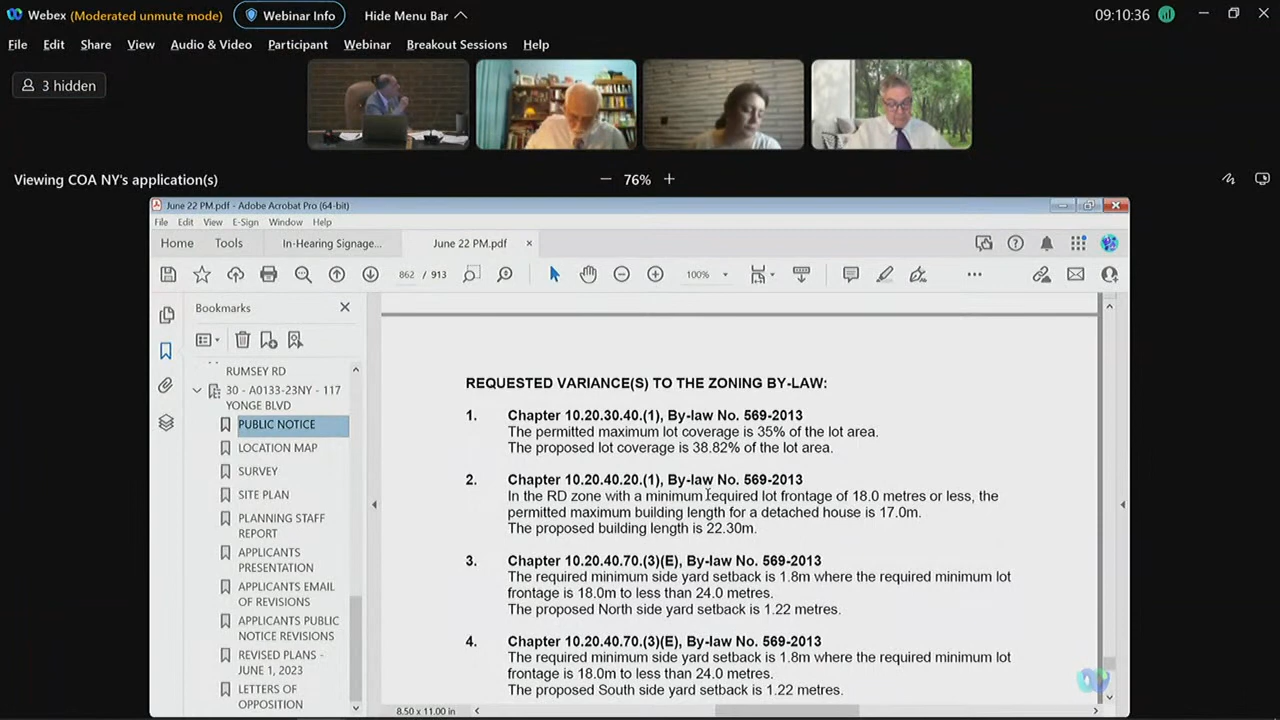 Webex (Moderated unmute mode) Webinar Info Hide Menu Bar 09:10:36
File Edit Share View Audio & Video Participant Webinar Breakout Sessions Help
3 hidden
Viewing COA NY's application(s) 76%
June 22 PM.pdf - Adobe Acrobat Pro (64-bit)
File Edit View E-Sign Window Help
Home Tools In-Hearing Signage... June 22 PM.pdf
862 / 913 100%
Bookmarks
RUMSEY RD
30 - A0133-23NY - 117
YONGE BLVD
PUBLIC NOTICE
LOCATION MAP
SURVEY
SITE PLAN
PLANNING STAFF
REPORT
APPLICANTS
PRESENTATION
APPLICANTS EMAIL
OF REVISIONS
APPLICANTS PUBLIC
NOTICE REVISIONS
REVISED PLANS -
JUNE 1, 2023
LETTERS OF
OPPOSITION
REQUESTED VARIANCE(S) TO THE ZONING BY-LAW:
1. Chapter 10.20.30.40.(1), By-law No. 569-2013
The permitted maximum lot coverage is 35% of the lot area.
The proposed lot coverage is 38.82% of the lot area.
2. Chapter 10.20.40.20.(1), By-law No. 569-2013
In the RD zone with a minimum required lot frontage of 18.0 metres or less, the
permitted maximum building length for a detached house is 17.0m.
The proposed building length is 22.30m.
3. Chapter 10.20.40.70.(3)(E), By-law No. 569-2013
The required minimum side yard setback is 1.8m where the required minimum lot
frontage is 18.0m to less than 24.0 metres.
The proposed North side yard setback is 1.22 metres.
4. Chapter 10.20.40.70.(3)(E), By-law No. 569-2013
The required minimum side yard setback is 1.8m where the required minimum lot
frontage is 18.0m to less than 24.0 metres.
The proposed South side yard setback is 1.22 metres.
8.50 x 11.00 in